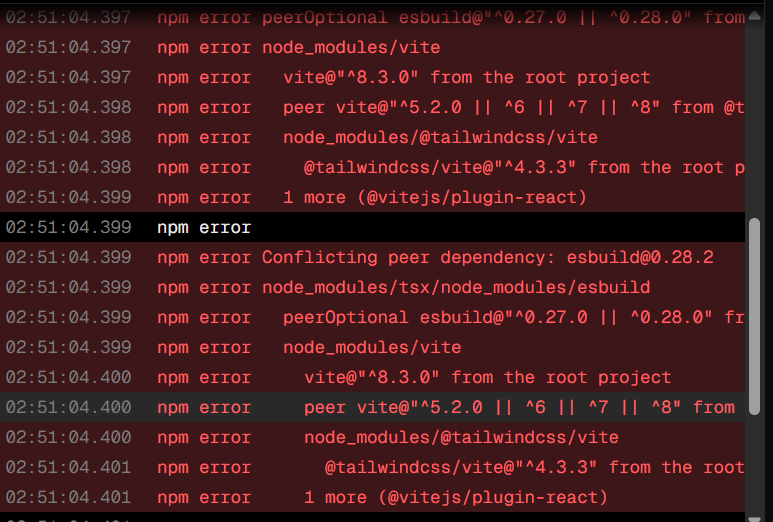 02:51:04.397 npm error peerOptional esbuild@"^0.27.0 || ^0.28.0" from
02:51:04.397 npm error node_modules/vite
02:51:04.397 npm error   vite@"^8.3.0" from the root project
02:51:04.398 npm error   peer vite@"^5.2.0 || ^6 || ^7 || ^8" from @t
02:51:04.398 npm error   node_modules/@tailwindcss/vite
02:51:04.398 npm error     @tailwindcss/vite@"^4.3.3" from the root p
02:51:04.399 npm error   1 more (@vitejs/plugin-react)
02:51:04.399 npm error
02:51:04.399 npm error Conflicting peer dependency: esbuild@0.28.2
02:51:04.399 npm error node_modules/tsx/node_modules/esbuild
02:51:04.399 npm error   peerOptional esbuild@"^0.27.0 || ^0.28.0" fr
02:51:04.399 npm error   node_modules/vite
02:51:04.400 npm error     vite@"^8.3.0" from the root project
02:51:04.400 npm error     peer vite@"^5.2.0 || ^6 || ^7 || ^8" from
02:51:04.400 npm error     node_modules/@tailwindcss/vite
02:51:04.401 npm error       @tailwindcss/vite@"^4.3.3" from the root
02:51:04.401 npm error     1 more (@vitejs/plugin-react)